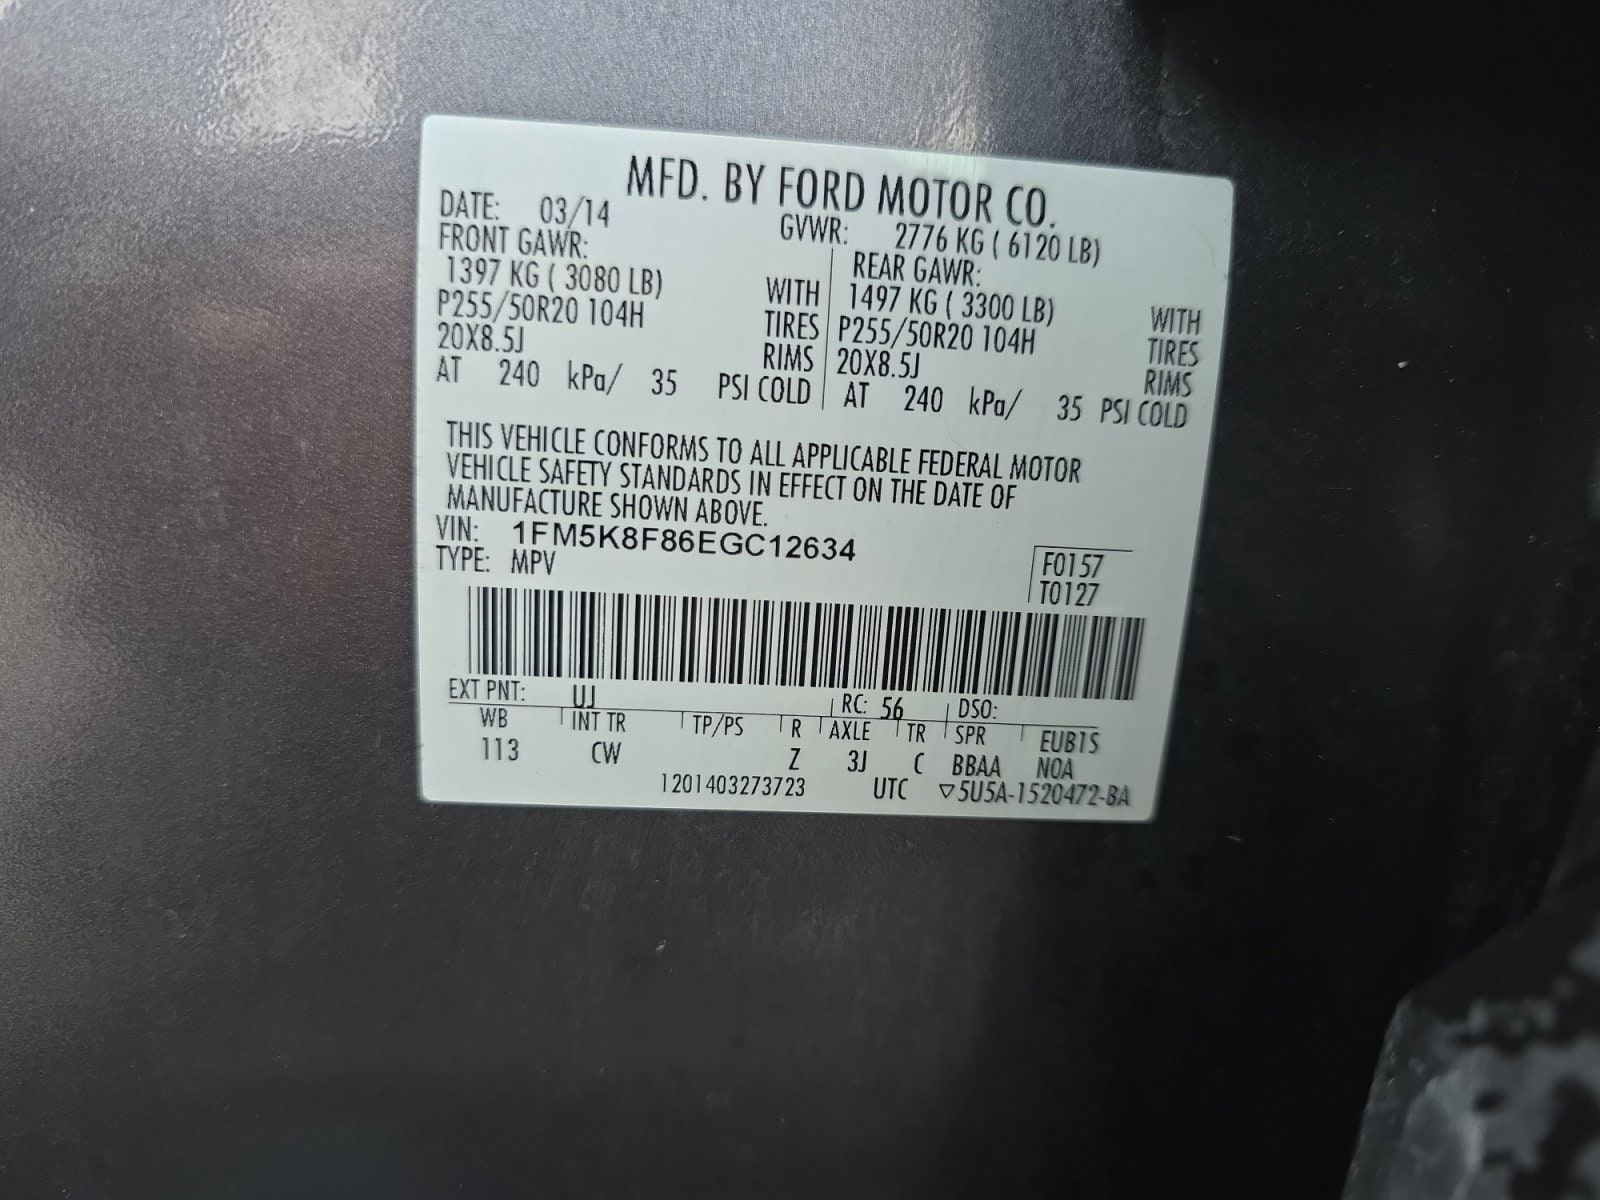 MFD. BY FORD MOTOR CO.
DATE: 03/14 GVWR: 2776 KG ( 6120 LB)
FRONT GAWR: REAR GAWR:
1397 KG ( 3080 LB) WITH 1497 KG ( 3300 LB) WITH
P255/50R20 104H TIRES P255/50R20 104H TIRES
20X8.5J RIMS 20X8.5J RIMS
AT 240 kPa/ 35 PSI COLD AT 240 kPa/ 35 PSI COLD
THIS VEHICLE CONFORMS TO ALL APPLICABLE FEDERAL MOTOR
VEHICLE SAFETY STANDARDS IN EFFECT ON THE DATE OF
MANUFACTURE SHOWN ABOVE.
VIN: 1FM5K8F86EGC12634
TYPE: MPV F0157
T0127
EXT PNT: UJ RC: 56 DSO:
WB INT TR TP/PS R AXLE TR SPR EUB1S
113 CW Z 3J C BBAA NOA
1201403273723 UTC ▽5U5A-1520472-BA